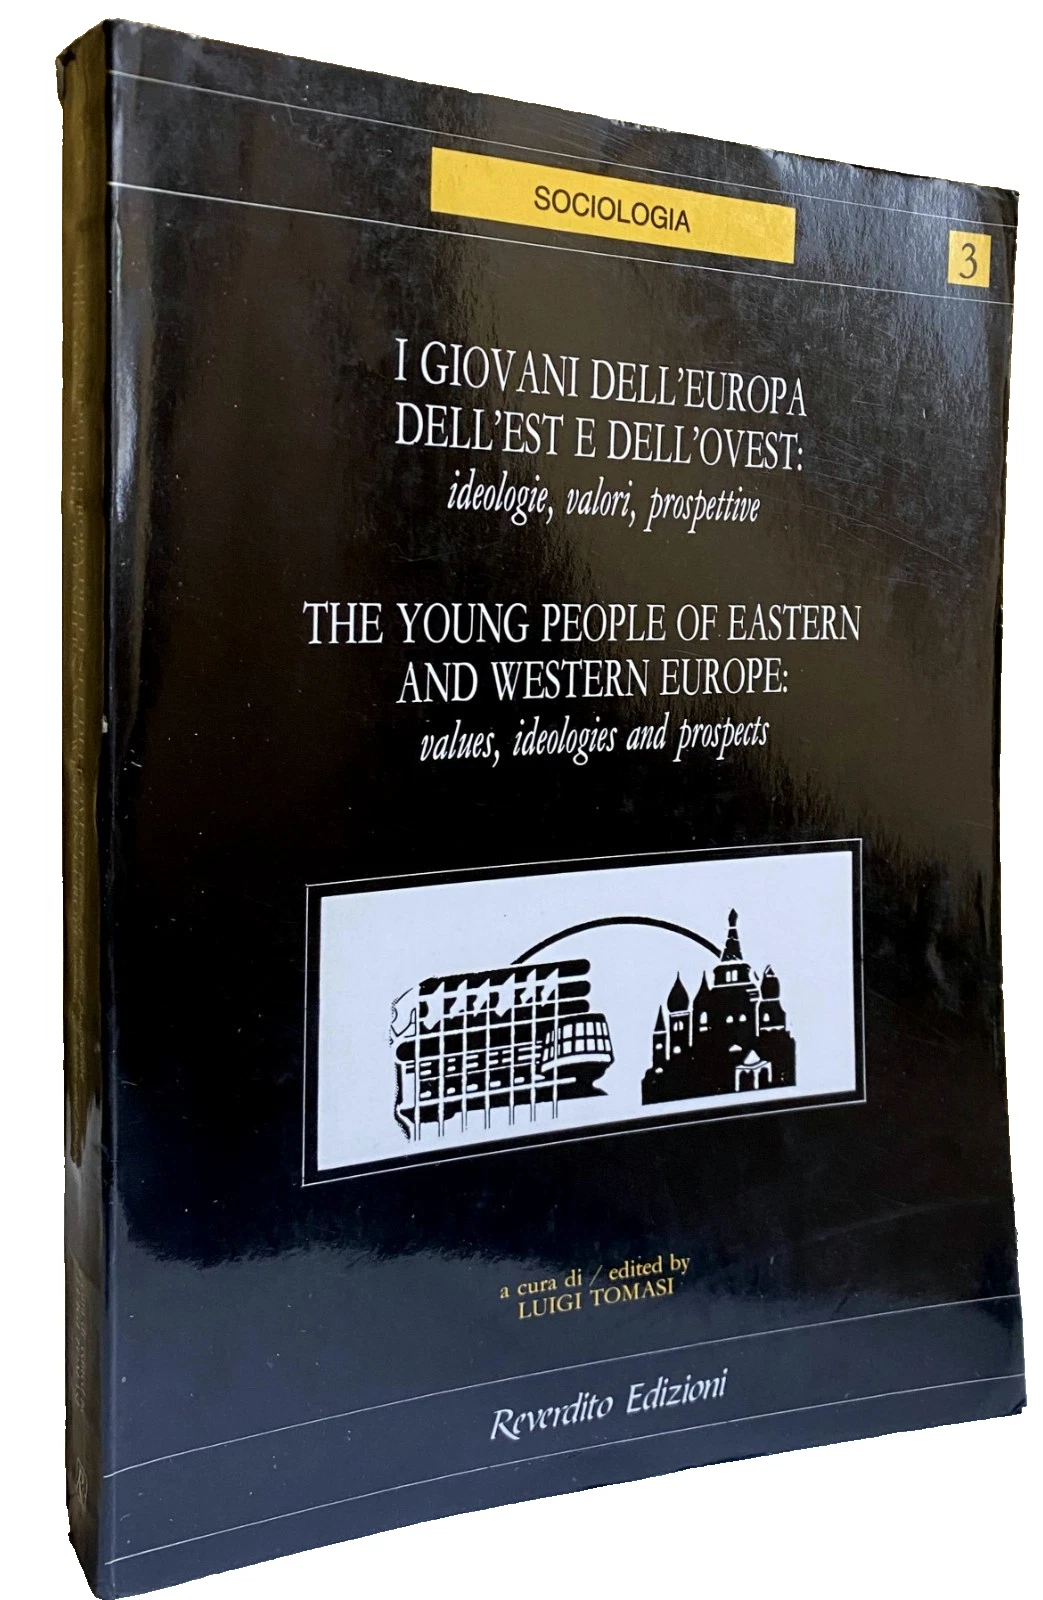 SOCIOLOGIA
3
I GIOVANI DELL'EUROPA
DELL'EST E DELL'OVEST:
ideologie, valori, prospettive
THE YOUNG PEOPLE OF EASTERN
AND WESTERN EUROPE:
values, ideologies and prospects
a cura di / edited by
LUIGI TOMASI
Reverdito Edizioni